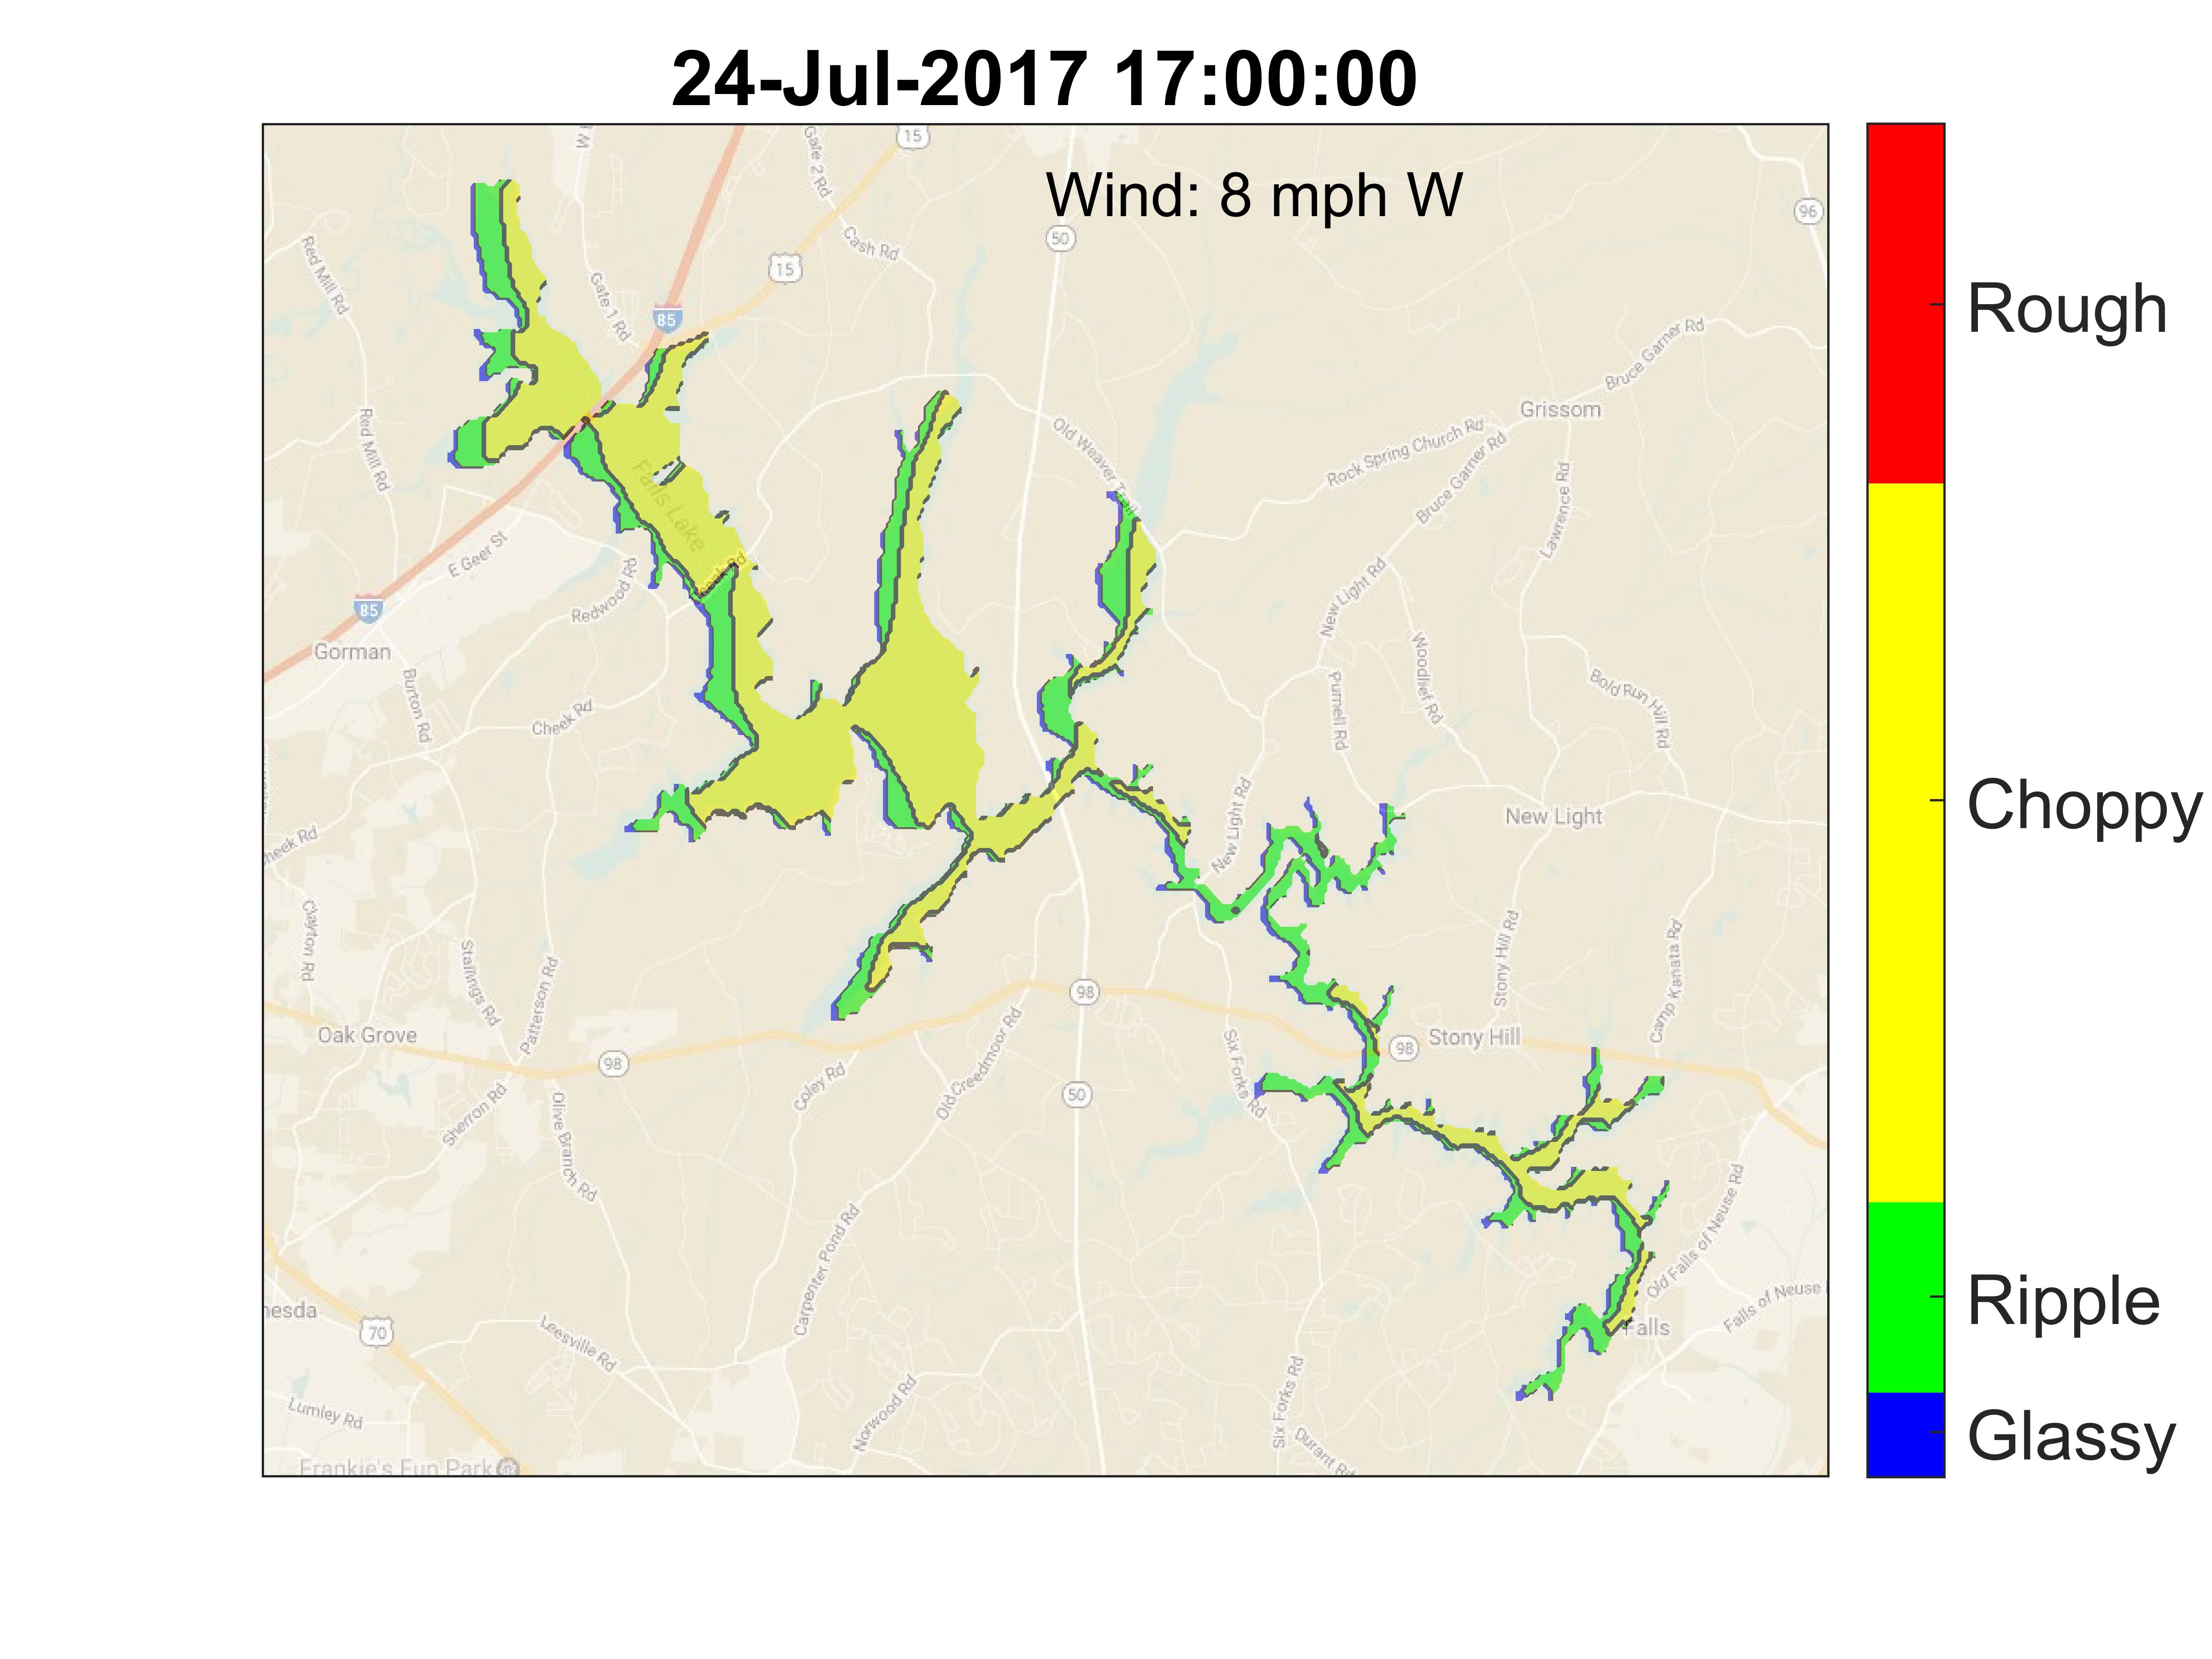 24-Jul-2017 17:00:00
Wind: 8 mph W
15
Gate 2 Rd
96
50
Cash Rd
Red Mill Rd
15
Gate 1 Rd
85
Bruce Garner Rd
Grissom
Red Mill Rd
Old Weaver Trail
Rock Spring Church Rd
Bruce Garner Rd
Lawrence Rd
Falls Lake
E Geer St
Redwood Rd
New Light Rd
85
Gorman
Burton Rd
Cheek Rd
Purnell Rd
Woodlief Rd
Bold Run Hill Rd
New Light Rd
New Light
heek Rd
Clayton Rd
Stallings Rd
Patterson Rd
Stony Hill Rd
Camp Kanata Rd
98
Oak Grove
98
Coley Rd
Old Creedmoor Rd
Six Forks Rd
98
Stony Hill
50
Sherron Rd
Olive Branch Rd
Carpenter Pond Rd
Old Falls of Neuse Rd
Falls of Neuse
nesda
70
Leesville Rd
Falls
Lumley Rd
Norwood Rd
Six Forks Rd
Durant Rd
Frankie's Fun Park
Rough
Choppy
Ripple
Glassy